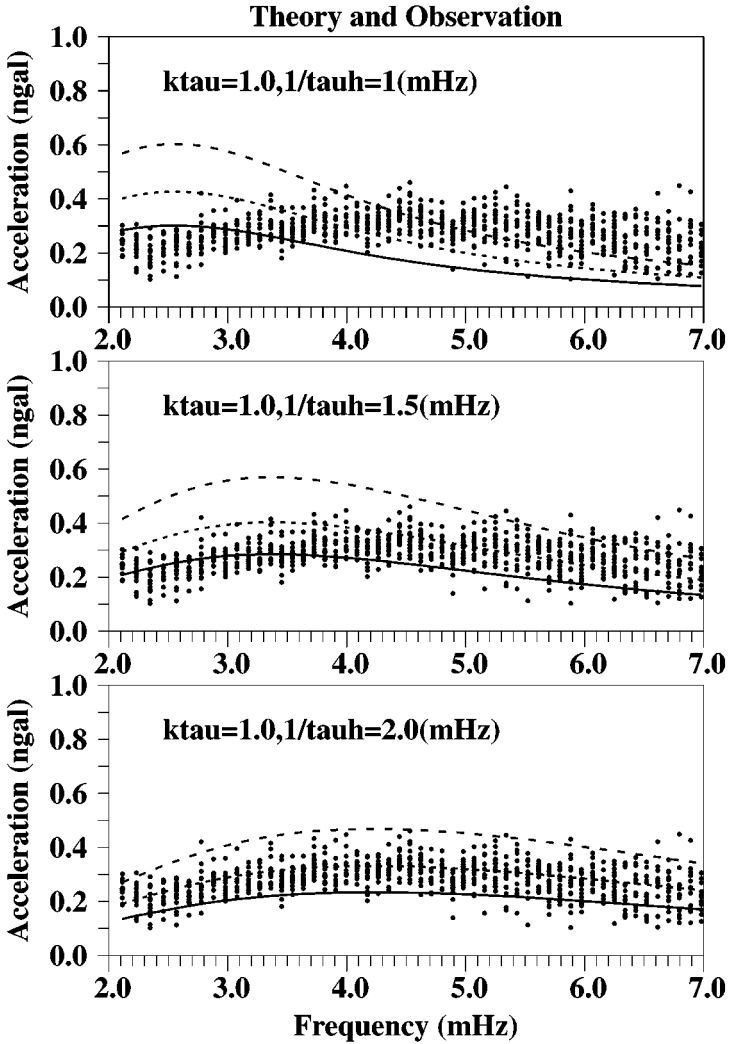 Theory and Observation
1.0
ktau=1.0,1/tauh=1(mHz)
0.8
0.6
0.4
0.2
0.0
Acceleration (ngal)
2.0 3.0 4.0 5.0 6.0 7.0
1.0
ktau=1.0,1/tauh=1.5(mHz)
0.8
0.6
0.4
0.2
0.0
Acceleration (ngal)
2.0 3.0 4.0 5.0 6.0 7.0
1.0
ktau=1.0,1/tauh=2.0(mHz)
0.8
0.6
0.4
0.2
0.0
Acceleration (ngal)
2.0 3.0 4.0 5.0 6.0 7.0
Frequency (mHz)